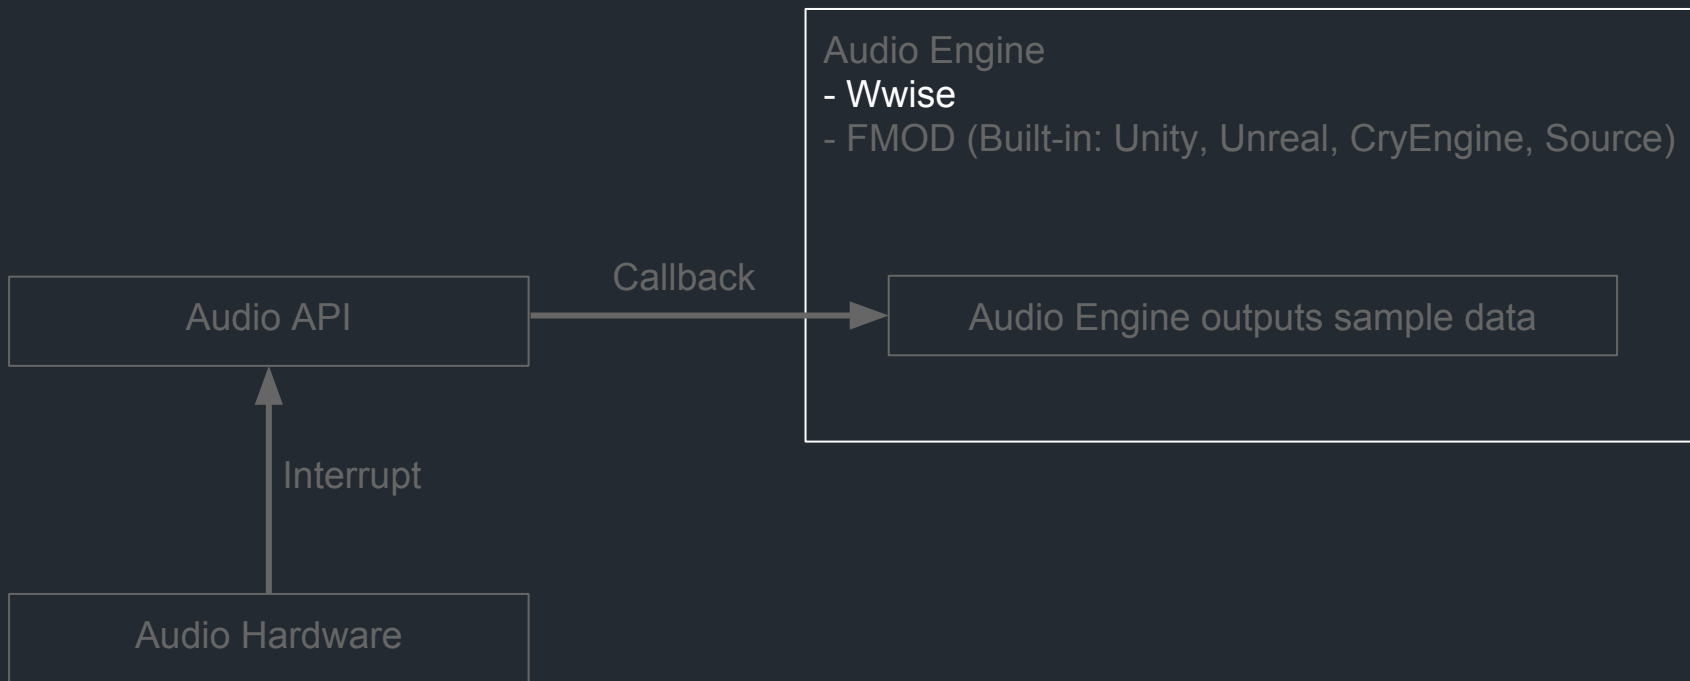 Audio Engine
- Wwise
- FMOD (Built-in: Unity, Unreal, CryEngine, Source)
Callback
Audio API
Audio Engine outputs sample data
Interrupt
Audio Hardware